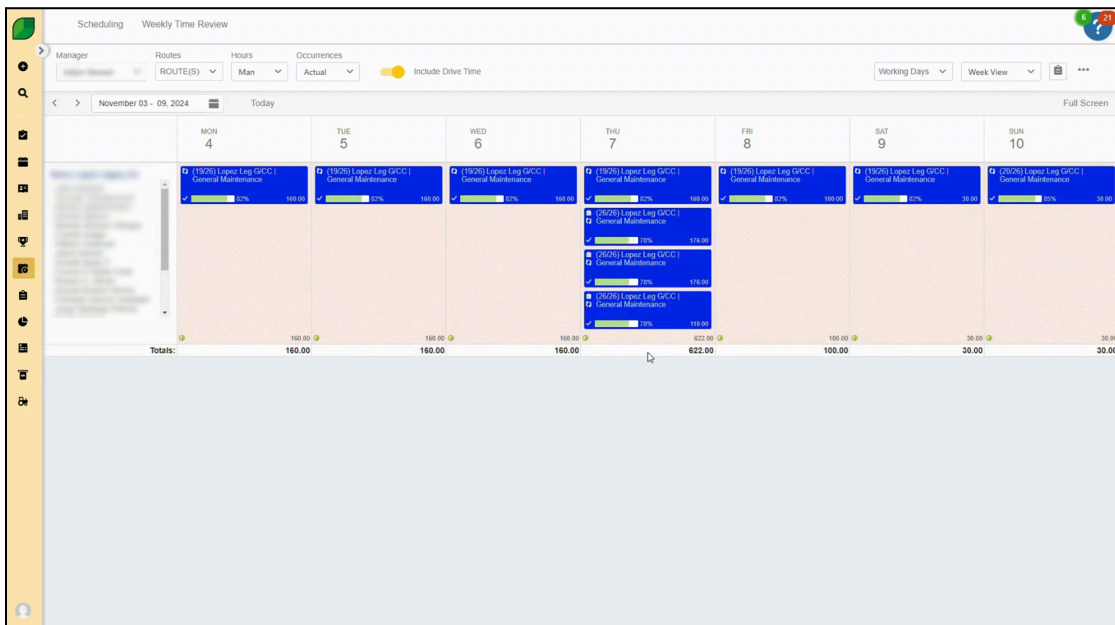 Scheduling Weekly Time Review
6 21
?
Manager Routes Hours Occurrences
ROUTE(S) Man Actual Include Drive Time Working Days Week View
November 03 - 09, 2024 Today Full Screen
MON TUE WED THU FRI SAT SUN
4 5 6 7 8 9 10
(19/26) Lopez Leg G/CC |
General Maintenance
82% 160.00
(19/26) Lopez Leg G/CC |
General Maintenance
82% 160.00
(19/26) Lopez Leg G/CC |
General Maintenance
82% 160.00
(19/26) Lopez Leg G/CC |
General Maintenance
82% 160.00
(19/26) Lopez Leg G/CC |
General Maintenance
82% 100.00
(19/26) Lopez Leg G/CC |
General Maintenance
82% 30.00
(20/26) Lopez Leg G/CC |
General Maintenance
85% 30.00
(26/26) Lopez Leg G/CC |
General Maintenance
78% 176.00
(26/26) Lopez Leg G/CC |
General Maintenance
78% 176.00
(26/26) Lopez Leg G/CC |
General Maintenance
78% 110.00
160.00 160.00 160.00 622.00 100.00 30.00 30.00
Totals: 160.00 160.00 160.00 622.00 100.00 30.00 30.00